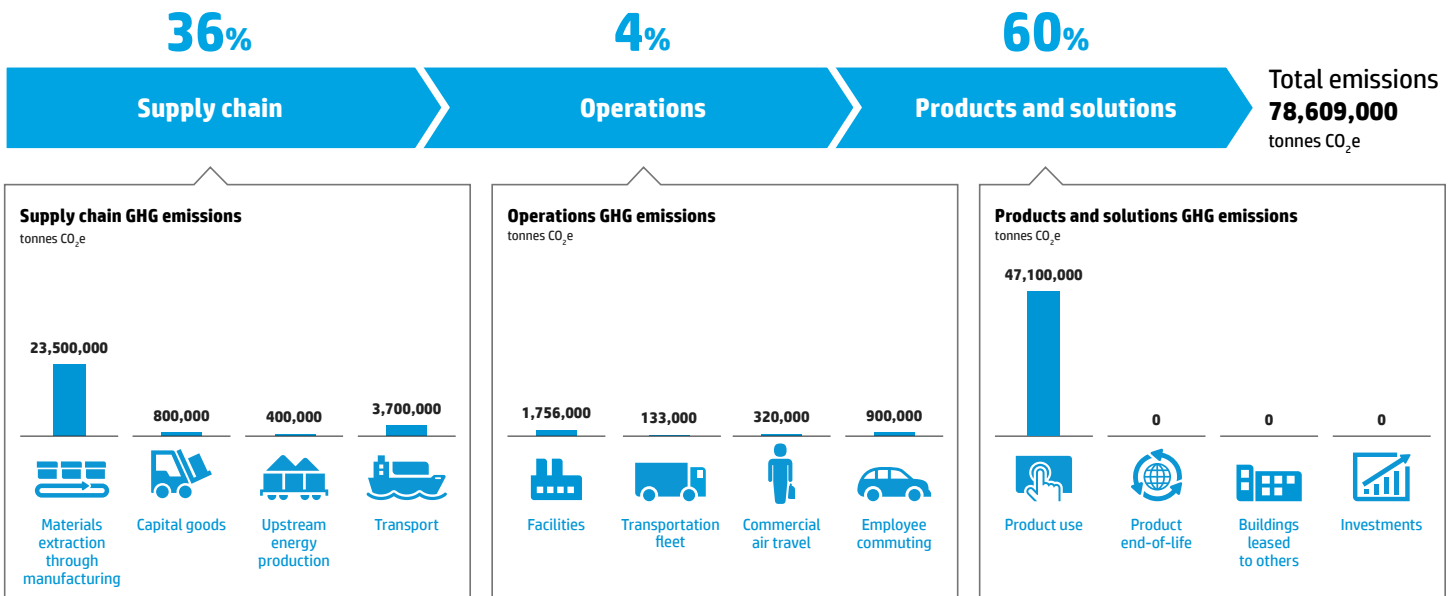 36%
4%
60%
Supply chain
Operations
Products and solutions
Total emissions
78,609,000
tonnes CO₂e
Supply chain GHG emissions
tonnes CO₂e
23,500,000
800,000
400,000
3,700,000
Materials
extraction
through
manufacturing
Capital goods
Upstream
energy
production
Transport
Operations GHG emissions
tonnes CO₂e
1,756,000
133,000
320,000
900,000
Facilities
Transportation
fleet
Commercial
air travel
Employee
commuting
Products and solutions GHG emissions
tonnes CO₂e
47,100,000
0
0
0
Product use
Product
end-of-life
Buildings
leased
to others
Investments